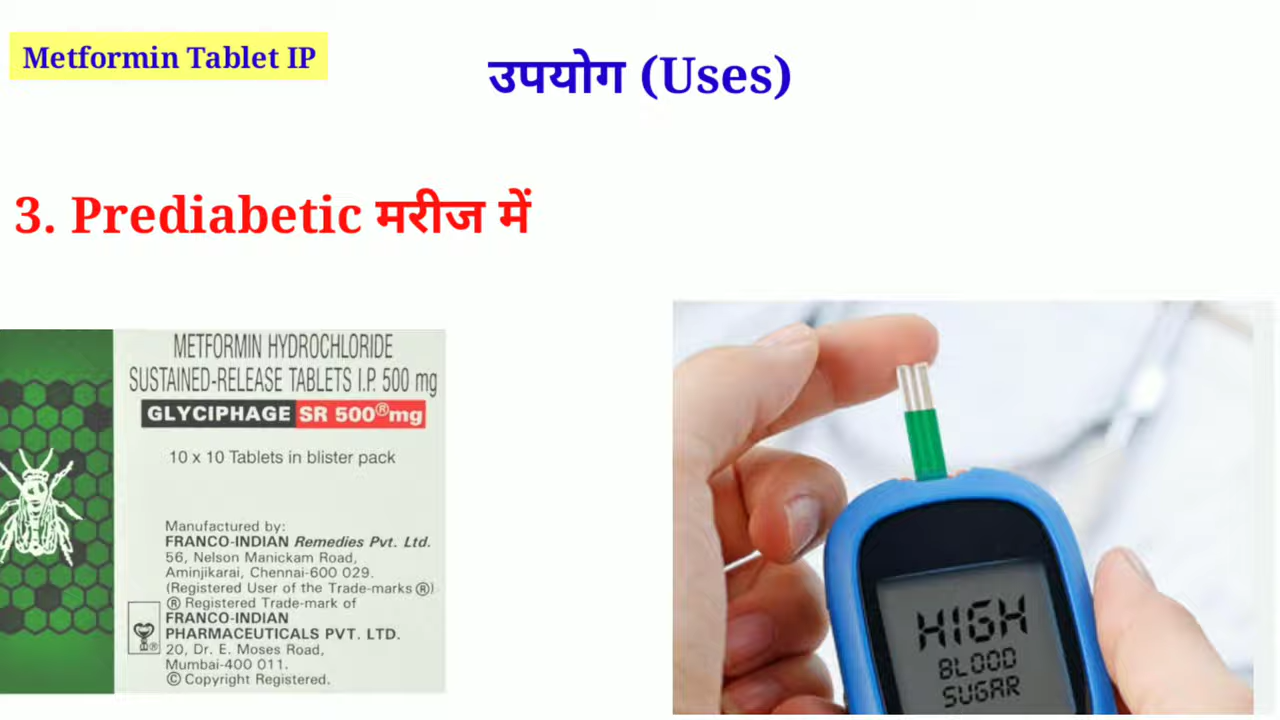 Metformin Tablet IP
उपयोग (Uses)
3. Prediabetic मरीज में
METFORMIN HYDROCHLORIDE
SUSTAINED-RELEASE TABLETS I.P. 500 mg
GLYCIPHAGE SR 500®mg
10 x 10 Tablets in blister pack
Manufactured by:
FRANCO-INDIAN Remedies Pvt. Ltd.
56, Nelson Manickam Road,
Aminjikarai, Chennai-600 029.
(Registered User of the Trade-marks ®)
® Registered Trade-mark of
FRANCO-INDIAN
PHARMACEUTICALS PVT. LTD.
20, Dr. E. Moses Road,
Mumbai-400 011.
© Copyright Registered.
HIGH
BLOOD
SUGAR